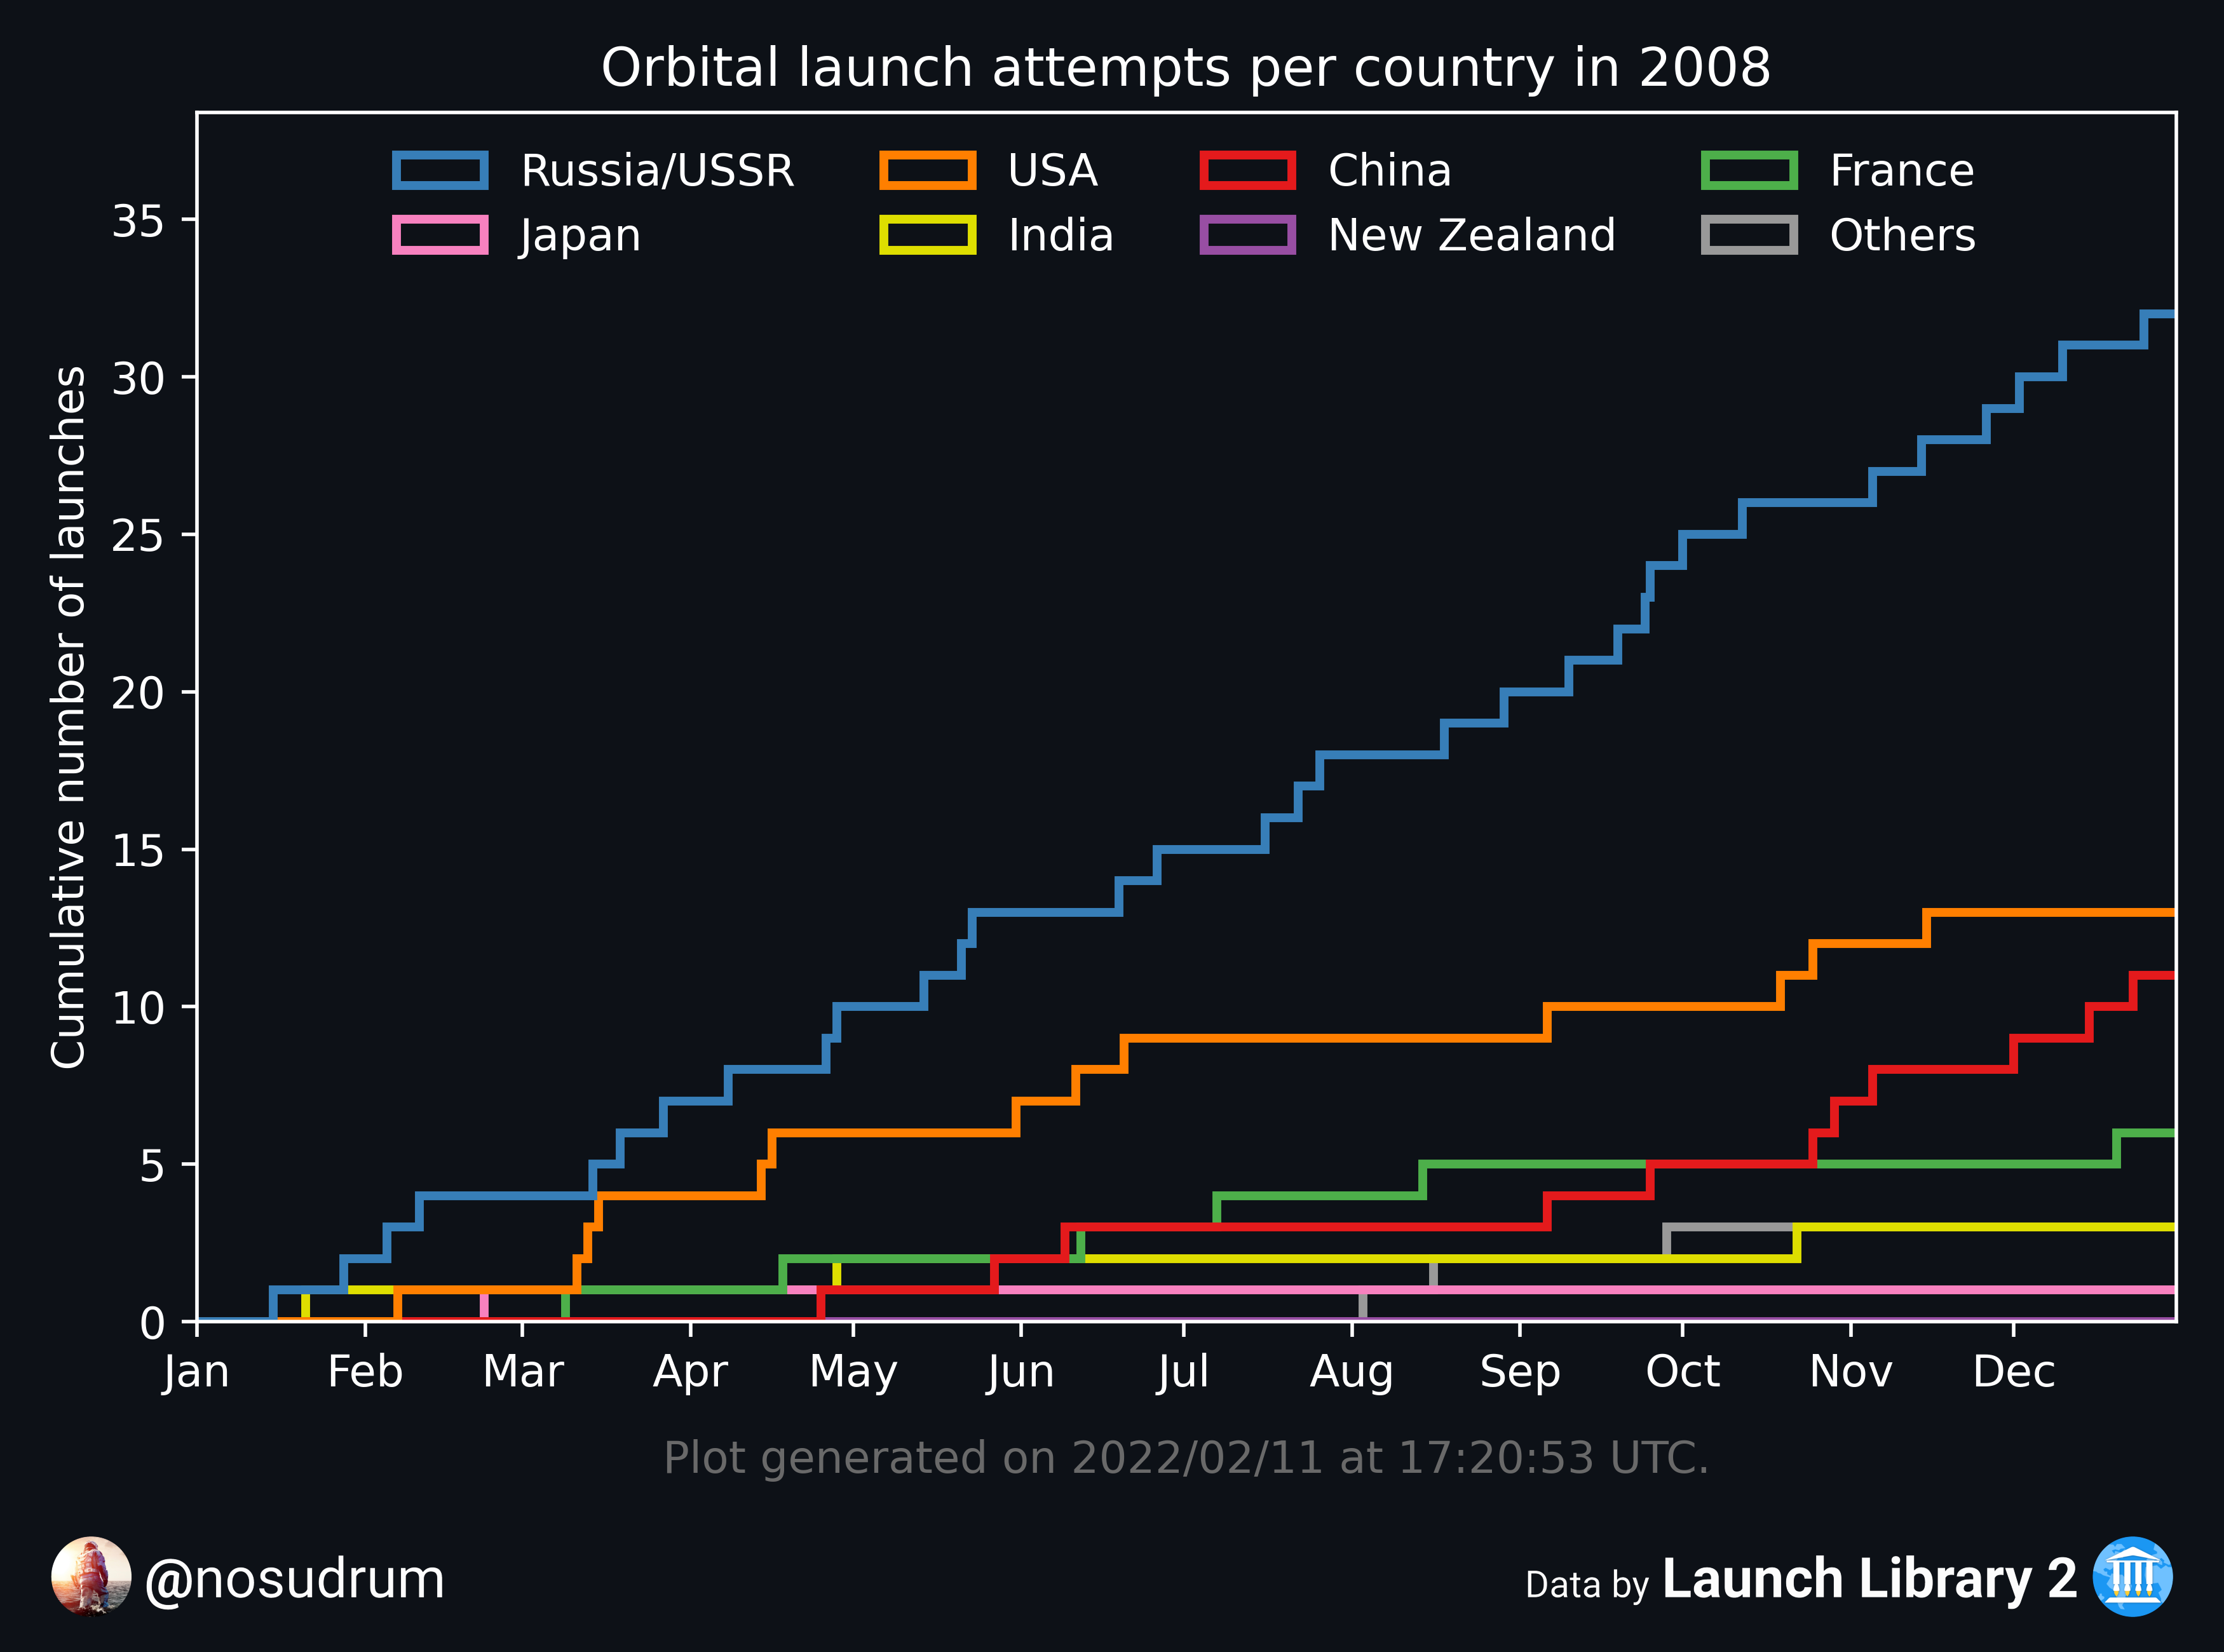 Orbital launch attempts per country in 2008
Russia/USSR USA China France
Japan India New Zealand Others
Cumulative number of launches
35
30
25
20
15
10
5
0
Jan Feb Mar Apr May Jun Jul Aug Sep Oct Nov Dec
Plot generated on 2022/02/11 at 17:20:53 UTC.
@nosudrum
Data by Launch Library 2